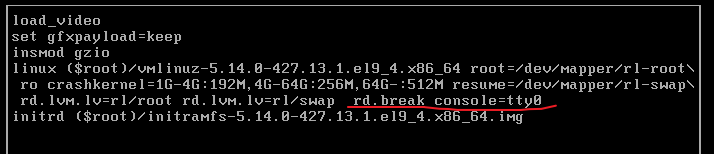 load_video
set gfxpayload=keep
insmod gzio
linux ($root)/vmlinuz-5.14.0-427.13.1.el9_4.x86_64 root=/dev/mapper/rl-root\
 ro crashkernel=1G-4G:192M,4G-64G:256M,64G-:512M resume=/dev/mapper/rl-swap\
 rd.lvm.lv=rl/root rd.lvm.lv=rl/swap  rd.break console=tty0
initrd ($root)/initramfs-5.14.0-427.13.1.el9_4.x86_64.img